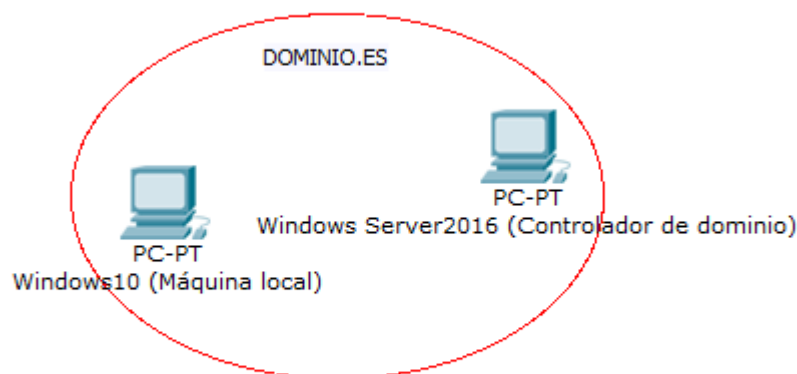 DOMINIO.ES
PC-PT
Windows Server2016 (Controlador de dominio)
PC-PT
Windows10 (Máquina local)